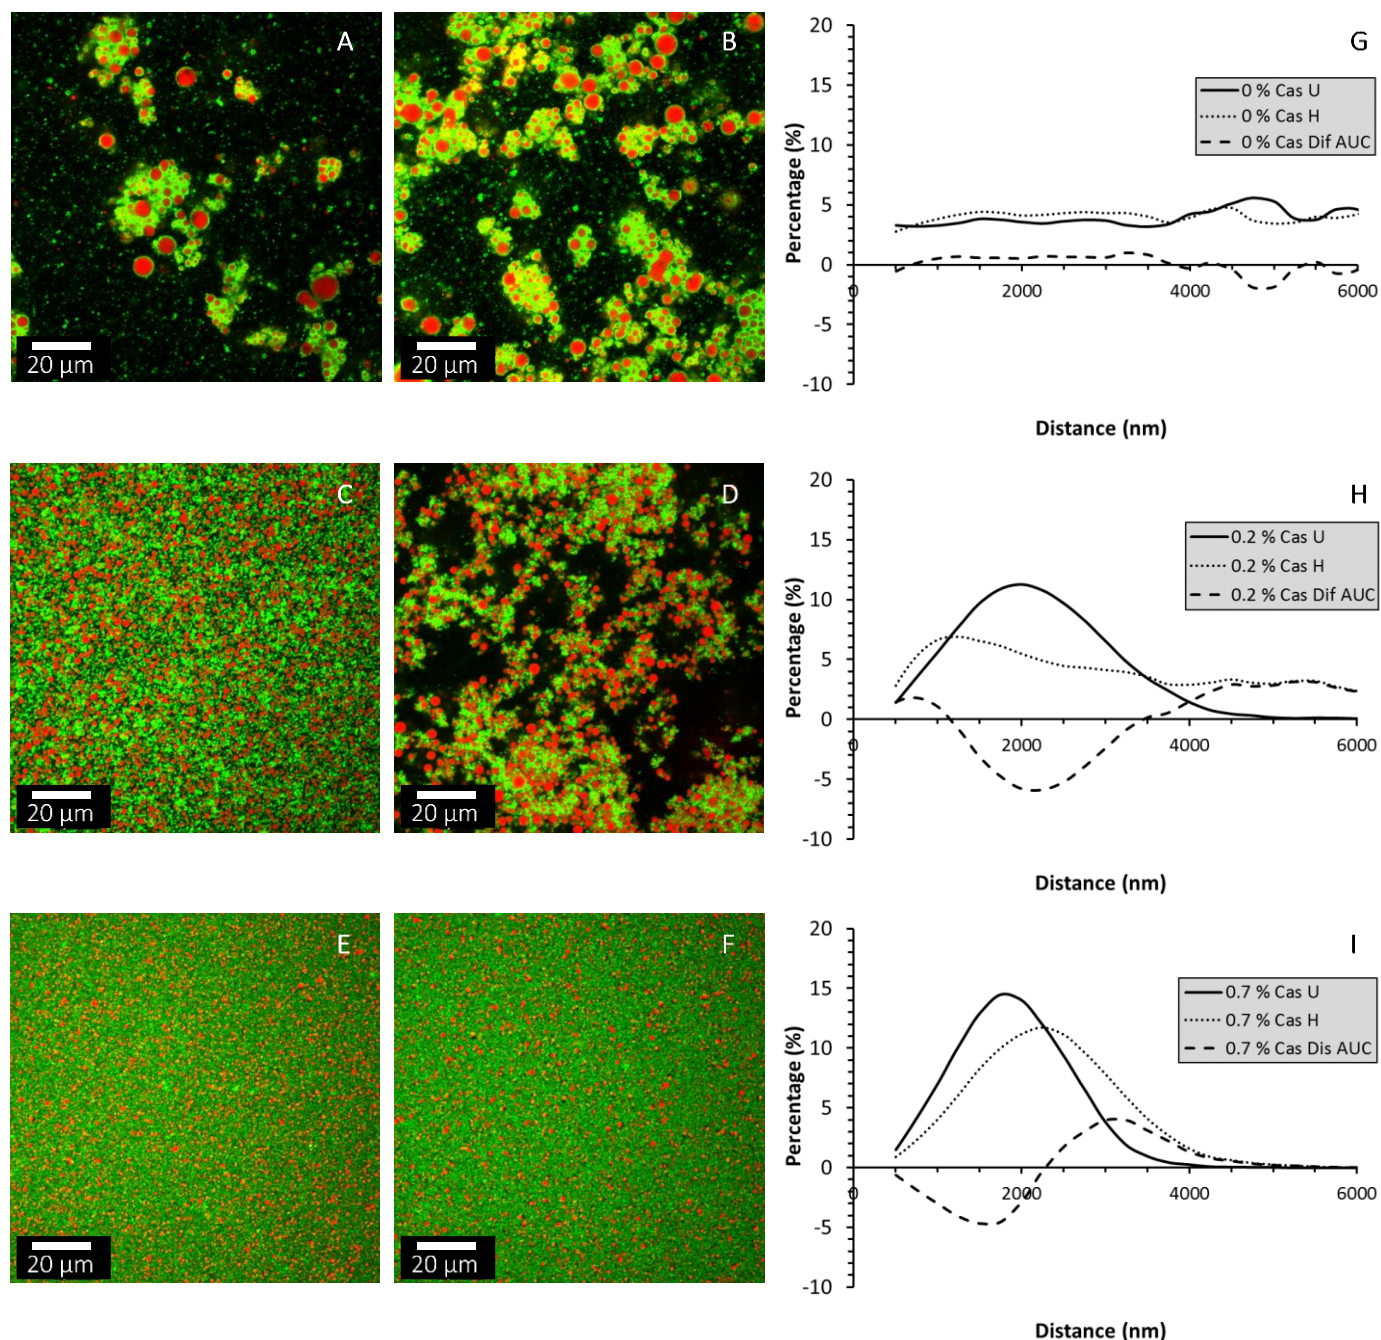 A
20 µm
B
20 µm
G
20
15
10
5
0
-5
-10
0
2000
4000
6000
Percentage (%)
Distance (nm)
0 % Cas U
0 % Cas H
0 % Cas Dif AUC
C
20 µm
D
20 µm
H
20
15
10
5
0
-5
-10
0
2000
4000
6000
Percentage (%)
Distance (nm)
0.2 % Cas U
0.2 % Cas H
0.2 % Cas Dif AUC
E
20 µm
F
20 µm
I
20
15
10
5
0
-5
-10
0
2000
4000
6000
Percentage (%)
Distance (nm)
0.7 % Cas U
0.7 % Cas H
0.7 % Cas Dis AUC